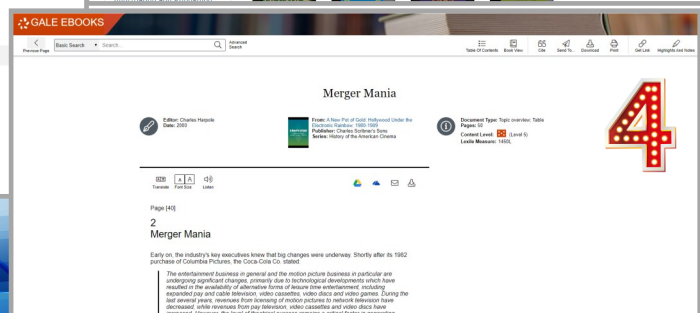 GALE EBOOKS
Previous Page
Basic Search
Search...
Advanced
Search
Table Of Contents
Book View
Cite
Send To...
Download
Print
Get Link
Highlights And Notes
Merger Mania
Editor: Charles Harpole
Date: 2000
From: A New Pot of Gold: Hollywood Under the
Electronic Rainbow, 1980-1989
Publisher: Charles Scribner's Sons
Series: History of the American Cinema
Document Type: Topic overview; Table
Pages: 50
Content Level: (Level 5)
Lexile Measure: 1450L
4
Translate
A A
Font Size
Listen
Page [40]
2
Merger Mania
Early on, the industry's key executives knew that big changes were underway. Shortly after its 1982
purchase of Columbia Pictures, the Coca-Cola Co. stated:
The entertainment business in general and the motion picture business in particular are
undergoing significant changes, primarily due to technological developments which have
resulted in the availability of alternative forms of leisure time entertainment, including
expanded pay and cable television, video cassettes, video discs and video games. During the
last several years, revenues from licensing of motion pictures to network television have
decreased, while revenues from pay television, video cassettes and video discs have